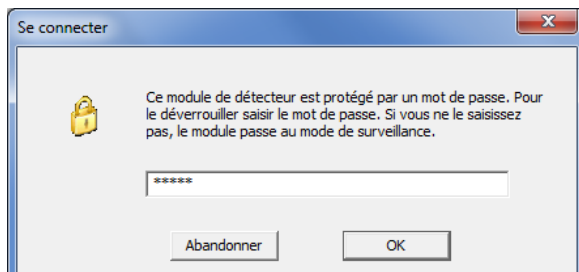 Se connecter
Ce module de détecteur est protégé par un mot de passe. Pour
le déverrouiller saisir le mot de passe. Si vous ne le saisissez
pas, le module passe au mode de surveillance.
*****
Abandonner OK